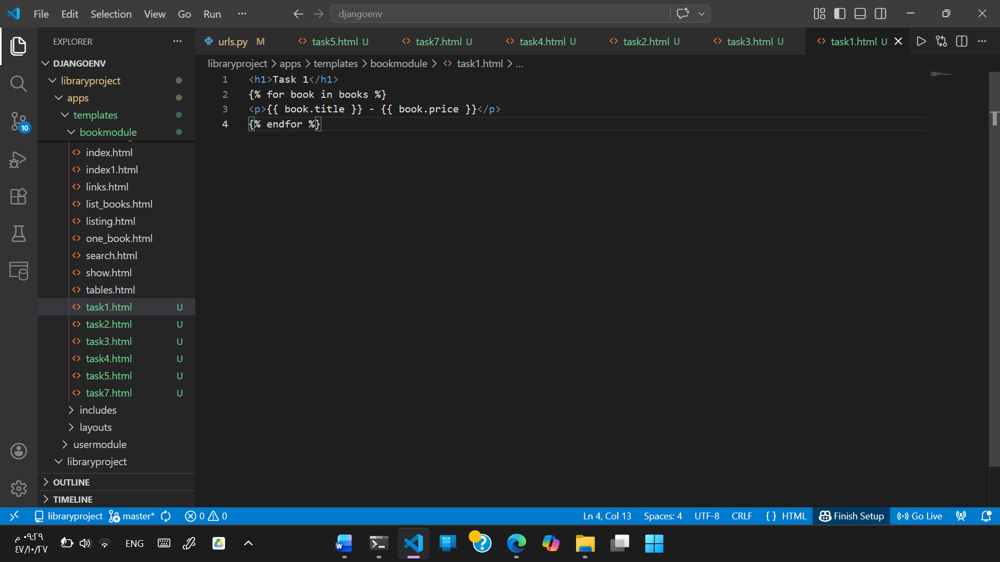 File Edit Selection View Go Run ···
djangoenv
EXPLORER
urls.py M
task5.html U
task7.html U
task4.html U
task2.html U
task3.html U
task1.html U
DJANGOENV
libraryproject
apps
templates
bookmodule
index.html
index1.html
links.html
list_books.html
listing.html
one_book.html
search.html
show.html
tables.html
task1.html U
task2.html U
task3.html U
task4.html U
task5.html U
task7.html U
includes
layouts
usermodule
libraryproject
OUTLINE
TIMELINE
10
libraryproject > apps > templates > bookmodule > task1.html > ...
1 <h1>Task 1</h1>
2 {% for book in books %}
3 <p>{{ book.title }} - {{ book.price }}</p>
4 {% endfor %}
libraryproject master* 0 0 Ln 4, Col 13 Spaces: 4 UTF-8 CRLF { } HTML Finish Setup Go Live
٠٩:٢٩ م
٤٧/١٠/٢٧
ENG